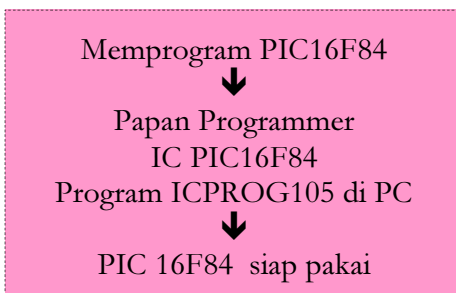 Memprogram PIC16F84
Papan Programmer
IC PIC16F84
Program ICPROG105 di PC
PIC 16F84 siap pakai